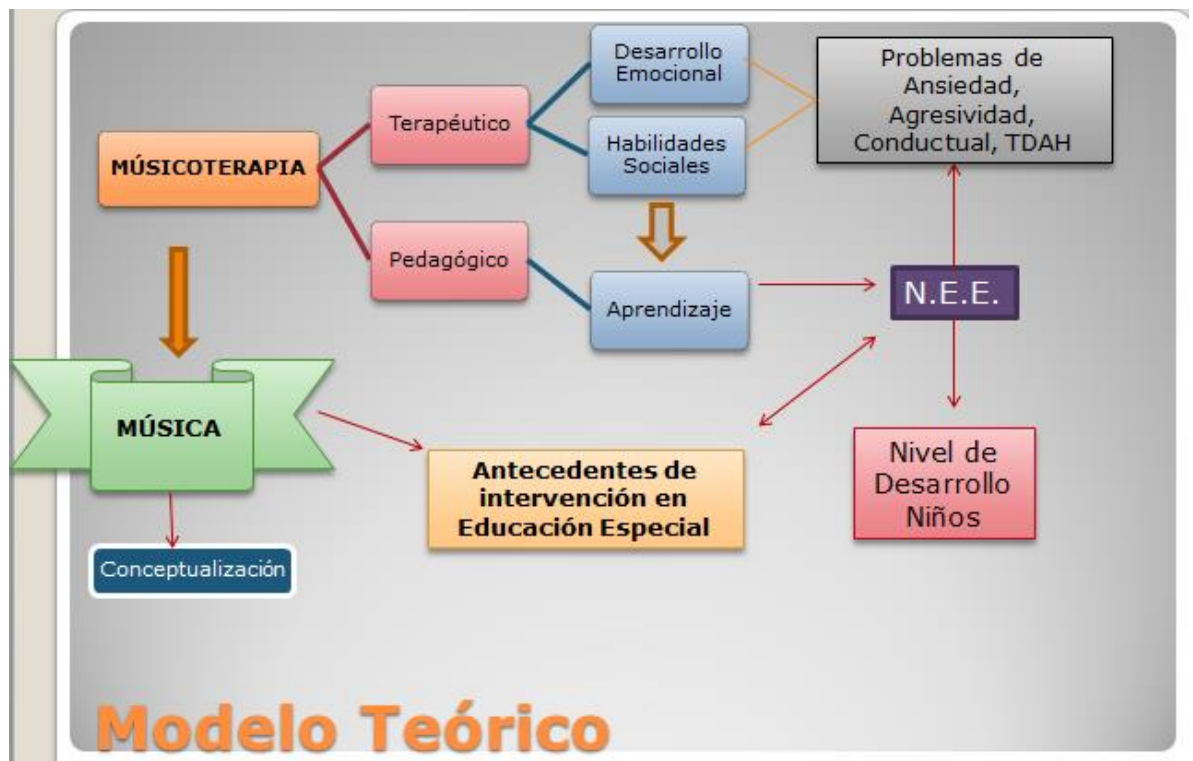 Desarrollo
Emocional
Problemas de
Ansiedad,
Agresividad,
Conductual, TDAH
Terapéutico
Habilidades
Sociales
MÚSICOTERAPIA
Pedagógico
Aprendizaje
N.E.E.
MÚSICA
Antecedentes de
intervención en
Educación Especial
Nivel de
Desarrollo
Niños
Conceptualización
Modelo Teórico